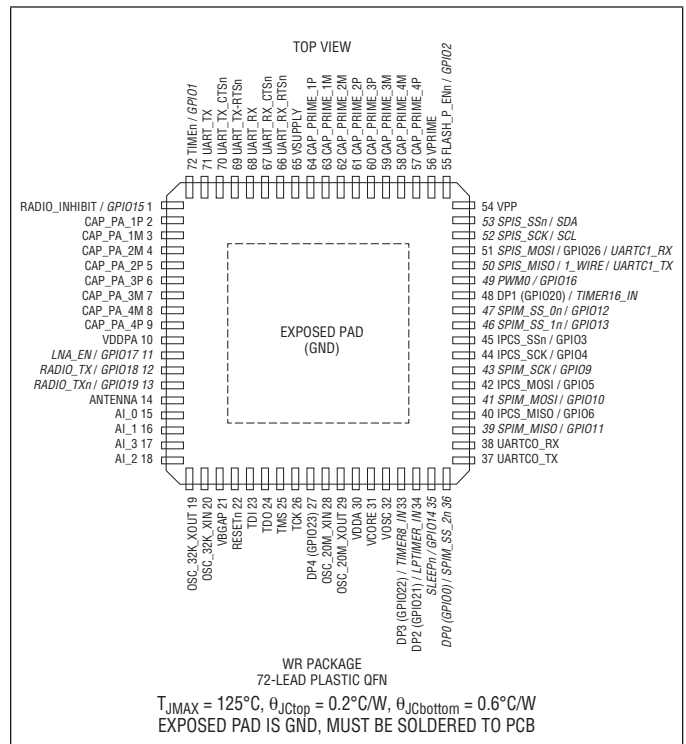 TOP VIEW
72 TIMEn / GPIO1
71 UART_TX
70 UART_TX_CTSn
69 UART_TX-RTSn
68 UART_RX
67 UART_RX_CTSn
66 UART_RX_RTSn
65 VSUPPLY
64 CAP_PRIME_1P
63 CAP_PRIME_1M
62 CAP_PRIME_2M
61 CAP_PRIME_2P
60 CAP_PRIME_3P
59 CAP_PRIME_3M
58 CAP_PRIME_4M
57 CAP_PRIME_4P
56 VPRIME
55 FLASH_P_ENn / GPIO2
RADIO_INHIBIT / GPIO15 1
CAP_PA_1P 2
CAP_PA_1M 3
CAP_PA_2M 4
CAP_PA_2P 5
CAP_PA_3P 6
CAP_PA_3M 7
CAP_PA_4M 8
CAP_PA_4P 9
VDDPA 10
LNA_EN / GPIO17 11
RADIO_TX / GPIO18 12
RADIO_TXn / GPIO19 13
ANTENNA 14
AI_0 15
AI_1 16
AI_3 17
AI_2 18
EXPOSED PAD
(GND)
54 VPP
53 SPIS_SSn / SDA
52 SPIS_SCK / SCL
51 SPIS_MOSI / GPIO26 / UARTC1_RX
50 SPIS_MISO / 1_WIRE / UARTC1_TX
49 PWM0 / GPIO16
48 DP1 (GPIO20) / TIMER16_IN
47 SPIM_SS_0n / GPIO12
46 SPIM_SS_1n / GPIO13
45 IPCS_SSn / GPIO3
44 IPCS_SCK / GPIO4
43 SPIM_SCK / GPIO9
42 IPCS_MOSI / GPIO5
41 SPIM_MOSI / GPIO10
40 IPCS_MISO / GPIO6
39 SPIM_MISO / GPIO11
38 UARTCO_RX
37 UARTCO_TX
OSC_32K_XOUT 19
OSC_32K_XIN 20
VBGAP 21
RESETn 22
TDI 23
TDO 24
TMS 25
TCK 26
DP4 (GPIO23) 27
OSC_20M_XIN 28
OSC_20M_XOUT 29
VDDA 30
VCORE 31
VOSC 32
DP3 (GPIO22) / TIMER8_IN 33
DP2 (GPIO21) / LPTIMER_IN 34
SLEEPn / GPIO14 35
DP0 (GPIO0) / SPIM_SS_2n 36
WR PACKAGE
72-LEAD PLASTIC QFN
TJMAX = 125°C, θJCtop = 0.2°C/W, θJCbottom = 0.6°C/W
EXPOSED PAD IS GND, MUST BE SOLDERED TO PCB